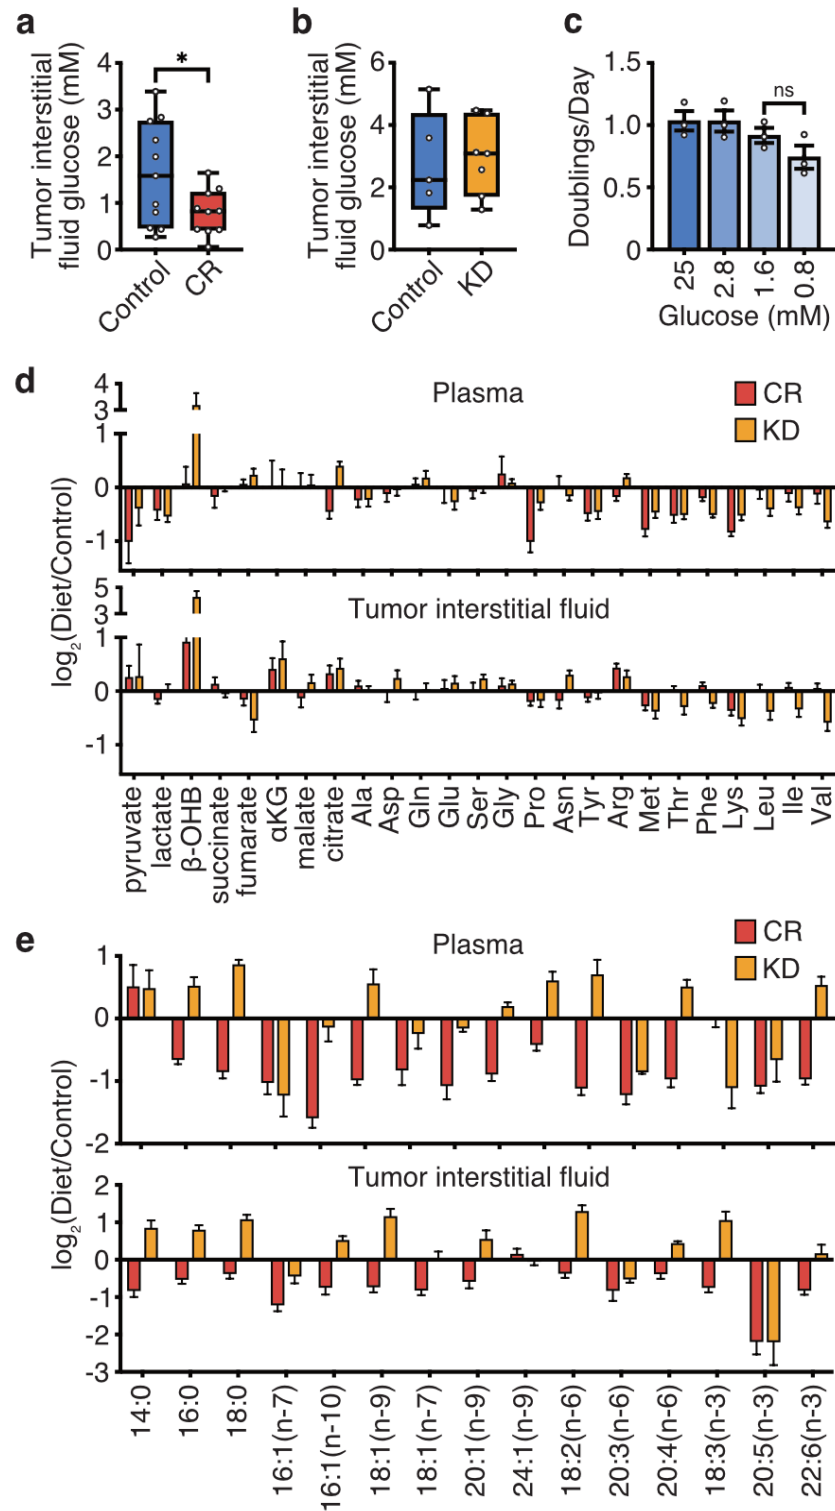 a
Tumor interstitial
fluid glucose (mM)
4
3
2
1
0
*
Control
CR
b
Tumor interstitial
fluid glucose (mM)
6
4
2
0
Control
KD
c
Doublings/Day
1.5
1.0
0.5
0
ns
25
2.8
1.6
0.8
Glucose (mM)
d
log2(Diet/Control)
Plasma
CR
KD
4
3
1
0
-1
Tumor interstitial fluid
5
3
1
0
-1
pyruvate
lactate
β-OHB
succinate
fumarate
αKG
malate
citrate
Ala
Asp
Gln
Glu
Ser
Gly
Pro
Asn
Tyr
Arg
Met
Thr
Phe
Lys
Leu
Ile
Val
e
log2(Diet/Control)
Plasma
CR
KD
1
0
-1
-2
Tumor interstitial fluid
2
1
0
-1
-2
-3
14:0
16:0
18:0
16:1(n-7)
16:1(n-10)
18:1(n-9)
18:1(n-7)
20:1(n-9)
24:1(n-9)
18:2(n-6)
20:3(n-6)
20:4(n-6)
18:3(n-3)
20:5(n-3)
22:6(n-3)